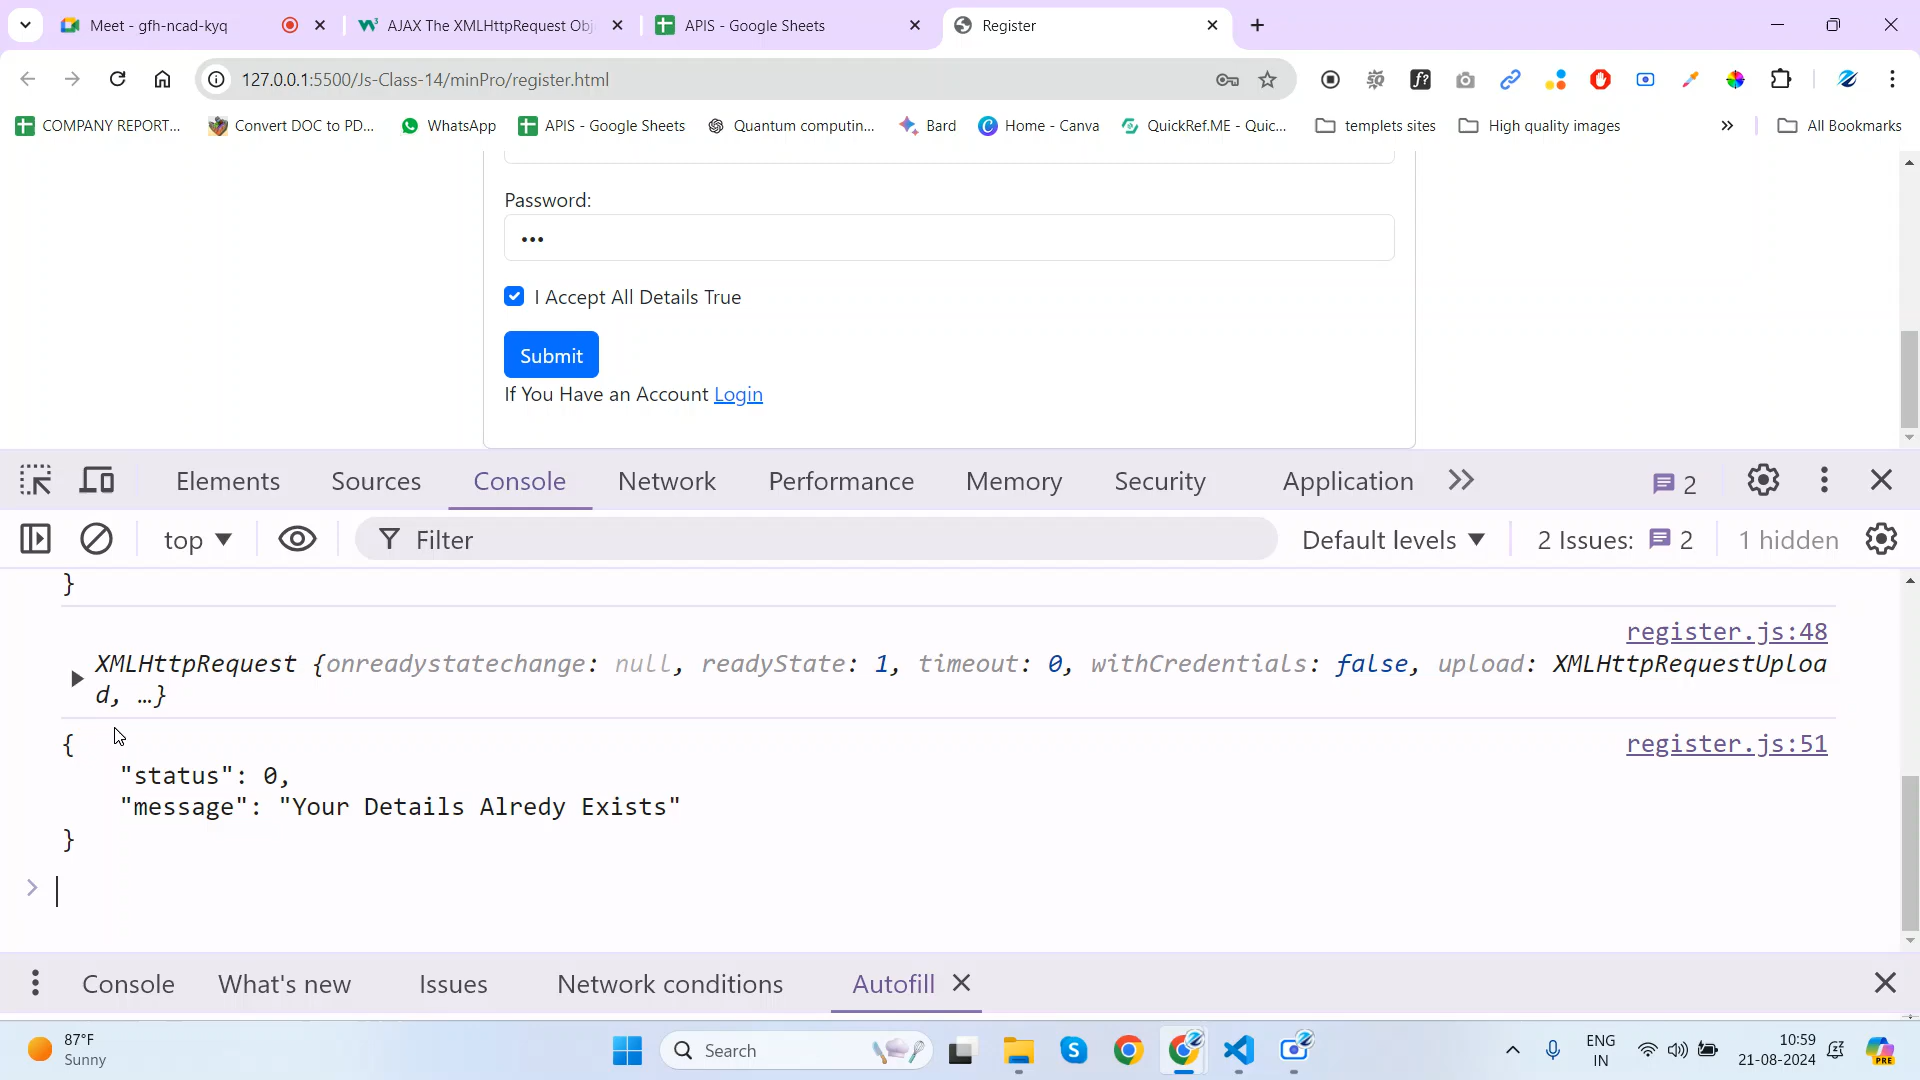 Meet - gfh-ncad-kyq
AJAX The XMLHttpRequest Obj
APIS - Google Sheets
Register
127.0.0.1:5500/Js-Class-14/minPro/register.html
COMPANY REPORT...
Convert DOC to PD...
WhatsApp
APIS - Google Sheets
Quantum computin...
Bard
Home - Canva
QuickRef.ME - Quic...
templets sites
High quality images
All Bookmarks
Password:
•••
I Accept All Details True
Submit
If You Have an Account Login
Elements
Sources
Console
Network
Performance
Memory
Security
Application
2
top
Filter
Default levels
2 Issues: 2
1 hidden
}
register.js:48
XMLHttpRequest {onreadystatechange: null, readyState: 1, timeout: 0, withCredentials: false, upload: XMLHttpRequestUploa
d, …}
{
register.js:51
"status": 0,
"message": "Your Details Alredy Exists"
}
Console
What's new
Issues
Network conditions
Autofill
87°F
Sunny
Search
ENG
IN
10:59
21-08-2024
PRE